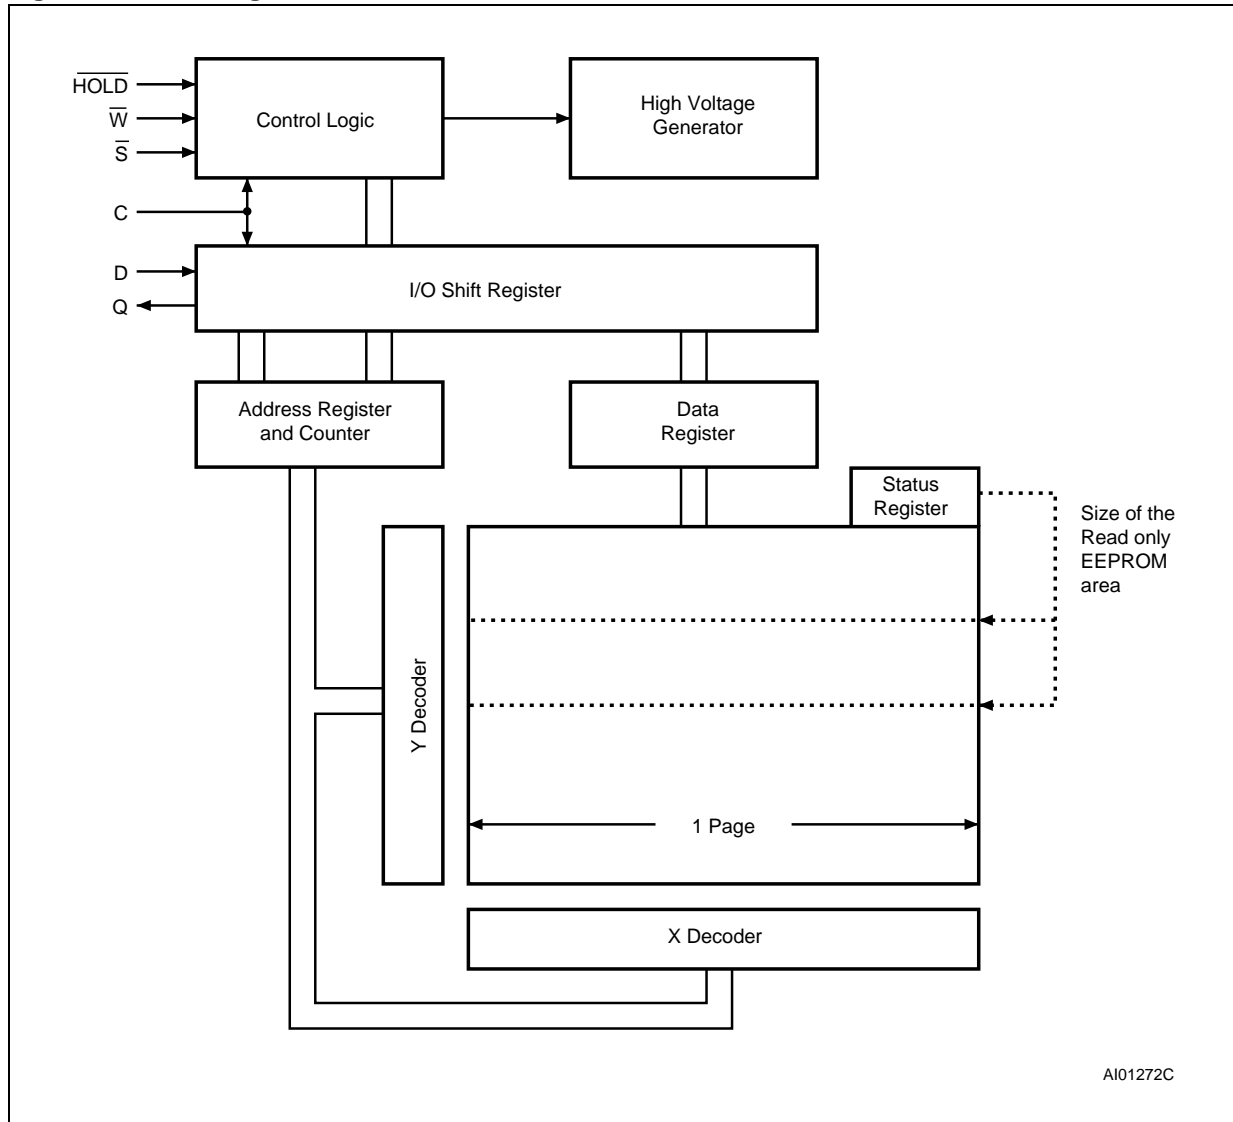 HOLD
W
S
C
D
Q
Control Logic
High Voltage
Generator
I/O Shift Register
Address Register
and Counter
Data
Register
Status
Register
Size of the
Read only
EEPROM
area
Y Decoder
1 Page
X Decoder
AI01272C